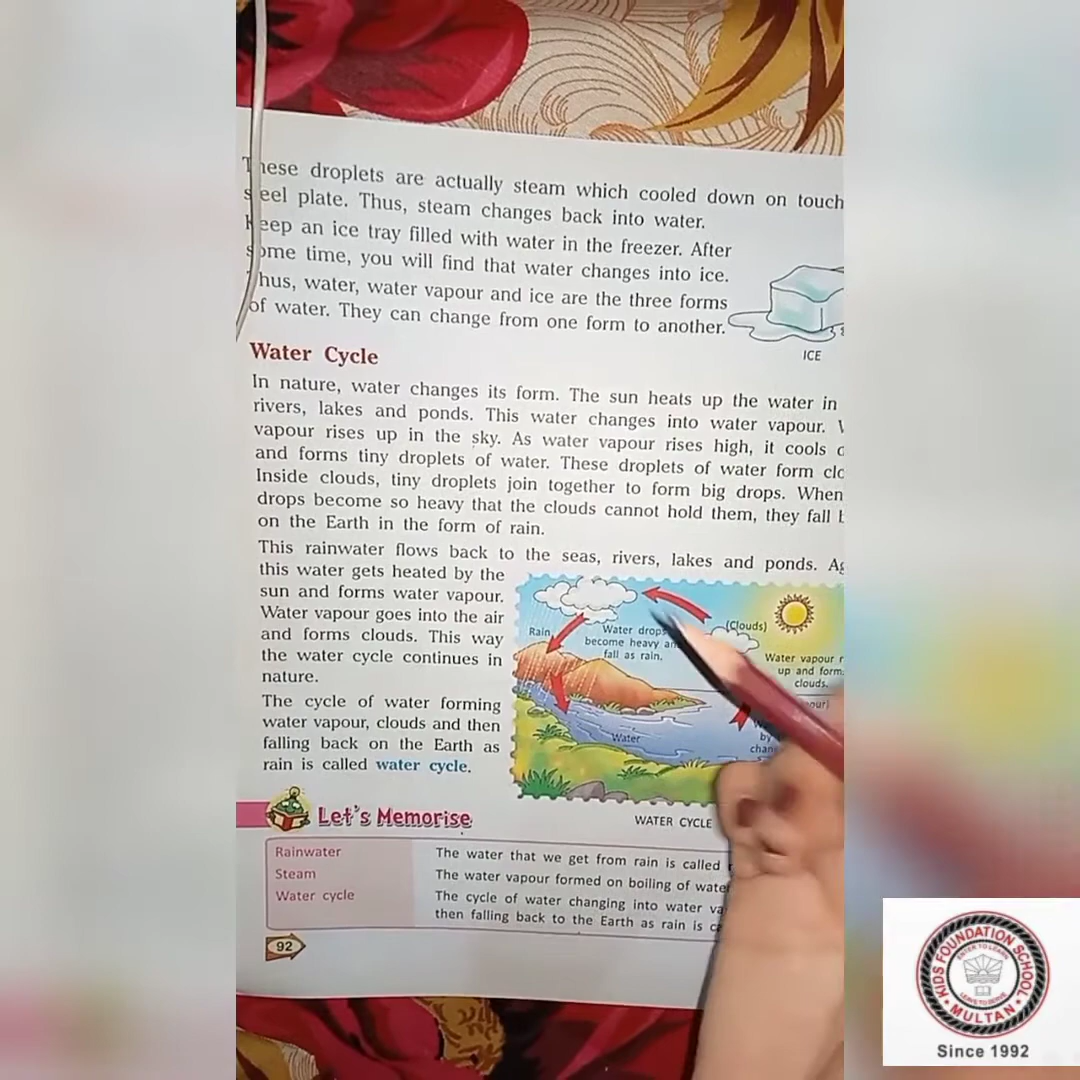 These droplets are actually steam which cooled down on touch
steel plate. Thus, steam changes back into water.
Keep an ice tray filled with water in the freezer. After
some time, you will find that water changes into ice.
Thus, water, water vapour and ice are the three forms
of water. They can change from one form to another.
ICE
Water Cycle
In nature, water changes its form. The sun heats up the water in
rivers, lakes and ponds. This water changes into water vapour.
vapour rises up in the sky. As water vapour rises high, it cools
and forms tiny droplets of water. These droplets of water form
Inside clouds, tiny droplets join together to form big drops. When
drops become so heavy that the clouds cannot hold them, they fall
on the Earth in the form of rain.
This rainwater flows back to the seas, rivers, lakes and ponds.
this water gets heated by the
sun and forms water vapour.
Water vapour goes into the air
and forms clouds. This way
the water cycle continues in
nature.
The cycle of water forming
water vapour, clouds and then
falling back on the Earth as
rain is called water cycle.
Rain
Water drops
become heavy
fall as rain.
(Clouds)
Water vapour
up and form
clouds.
Water
by
WATER CYCLE
Let's Memorise
Rainwater The water that we get from rain is called
Steam The water vapour formed on boiling of
Water cycle The cycle of water changing into water
then falling back to the Earth as rain is
92
KIDS FOUNDATION SCHOOL
ENTER TO LEARN
LEAVE TO SERVE
MULTAN
Since 1992